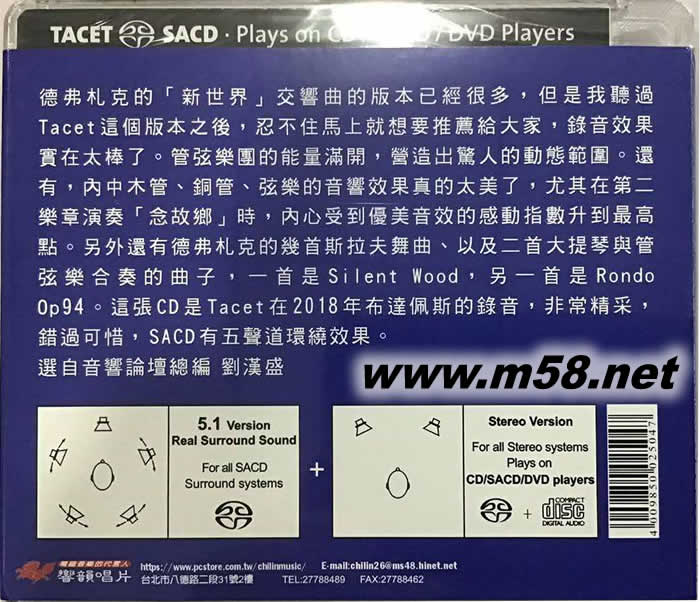 TACET SACD · Plays on CD / DVD Players
德弗札克的「新世界」交響曲的版本已經很多，但是我聽過
Tacet這個版本之後，忍不住馬上就想要推薦給大家，錄音效果
實在太棒了。管弦樂團的能量滿開，營造出驚人的動態範圍。還
有，內中木管、銅管、弦樂的音響效果真的太美了，尤其在第二
樂章演奏「念故鄉」時，內心受到優美音效的感動指數升到最高
點。另外還有德弗札克的幾首斯拉夫舞曲、以及二首大提琴與管
弦樂合奏的曲子，一首是Silent Wood，另一首是Rondo
Op94。這張CD是Tacet在2018年布達佩斯的錄音，非常精采，
錯過可惜，SACD有五聲道環繞效果。
選自音響論壇總編 劉漢盛
www.m58.net
5.1 Version
Real Surround Sound
For all SACD
Surround systems
+
Stereo Version
For all Stereo systems
Plays on
CD/SACD/DVD players
+
COMPACT
disc
DIGITAL AUDIO
4 009850 025047
發燒音樂的代言人
響韻唱片
https://www.pcstore.com.tw/chilinmusic/ E-mail:chilin26@ms48.hinet.net
台北市八德路二段31號2樓 TEL:27788489 FAX:27788462